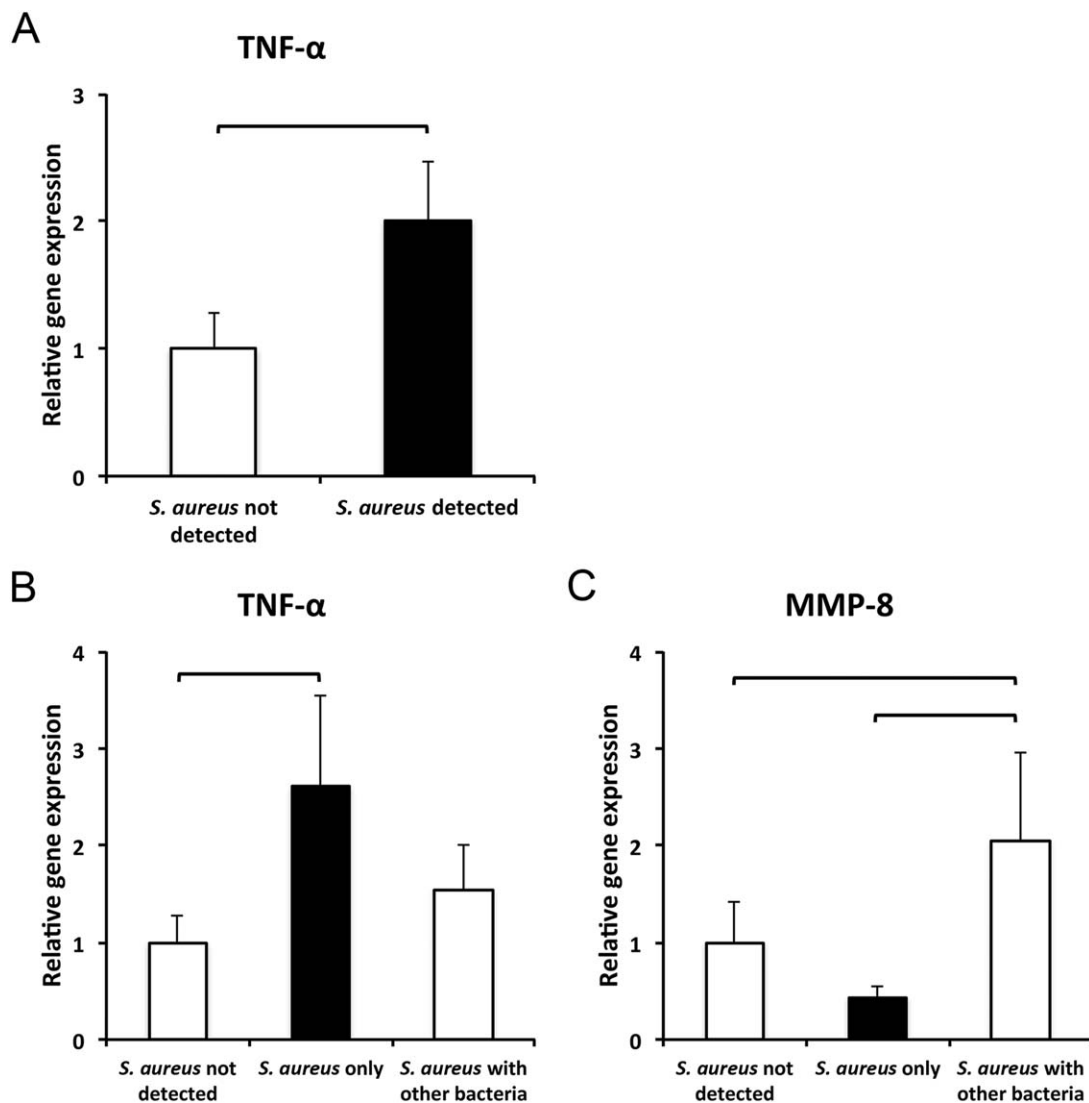 A
TNF-α
Relative gene expression
3
2
1
0
S. aureus not
detected
S. aureus detected
B
TNF-α
Relative gene expression
4
3
2
1
0
S. aureus not
detected
S. aureus only
S. aureus with
other bacteria
C
MMP-8
Relative gene expression
4
3
2
1
0
S. aureus not
detected
S. aureus only
S. aureus with
other bacteria